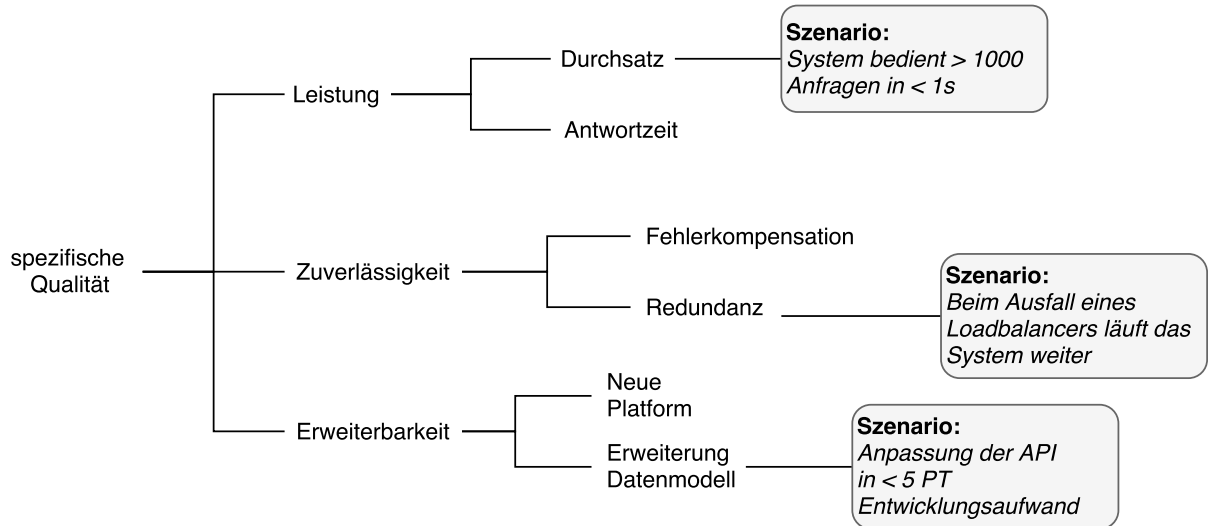 spezifische
Qualität
Leistung
Durchsatz
Szenario:
System bedient > 1000
Anfragen in < 1s
Antwortzeit
Zuverlässigkeit
Fehlerkompensation
Redundanz
Szenario:
Beim Ausfall eines
Loadbalancers läuft das
System weiter
Erweiterbarkeit
Neue
Platform
Erweiterung
Datenmodell
Szenario:
Anpassung der API
in < 5 PT
Entwicklungsaufwand